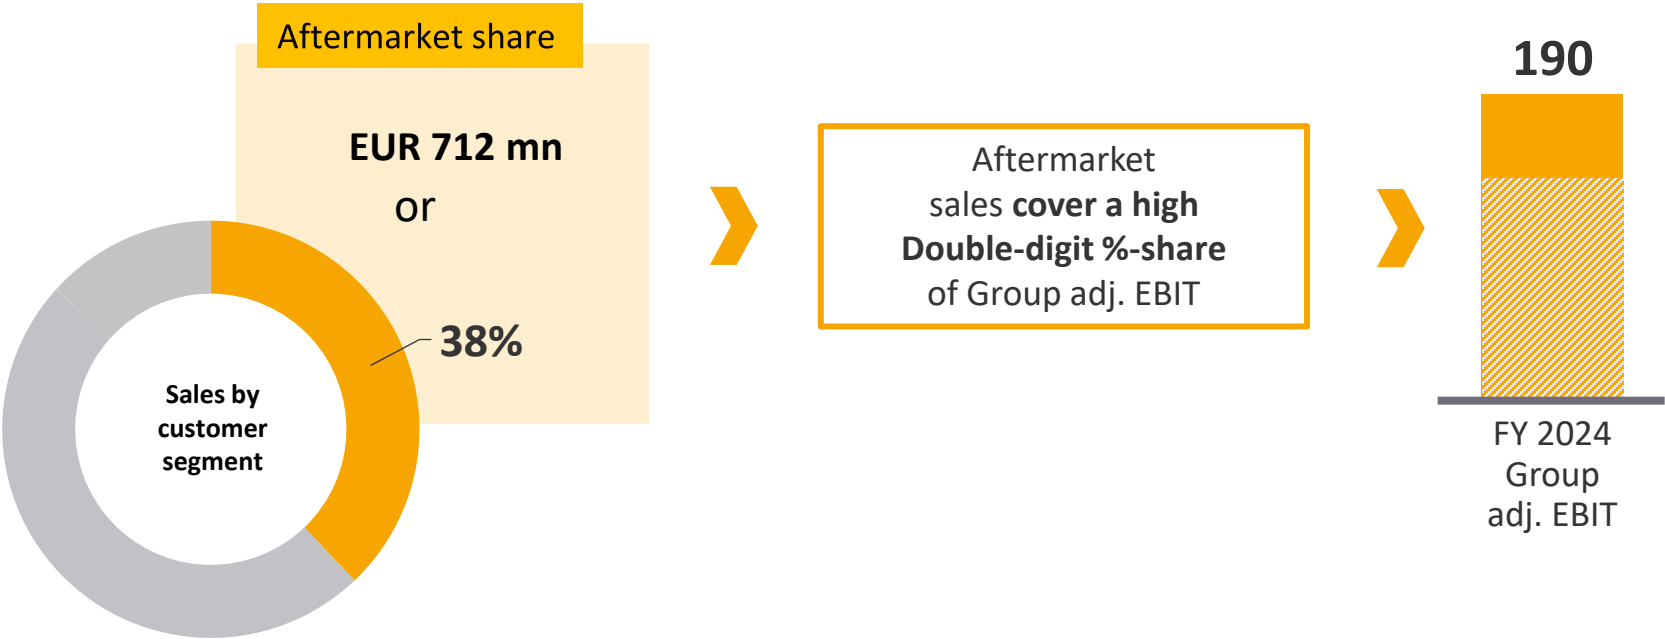 Aftermarket share
EUR 712 mn
or
38%
Sales by
customer
segment
Aftermarket
sales cover a high
Double-digit %-share
of Group adj. EBIT
190
FY 2024
Group
adj. EBIT